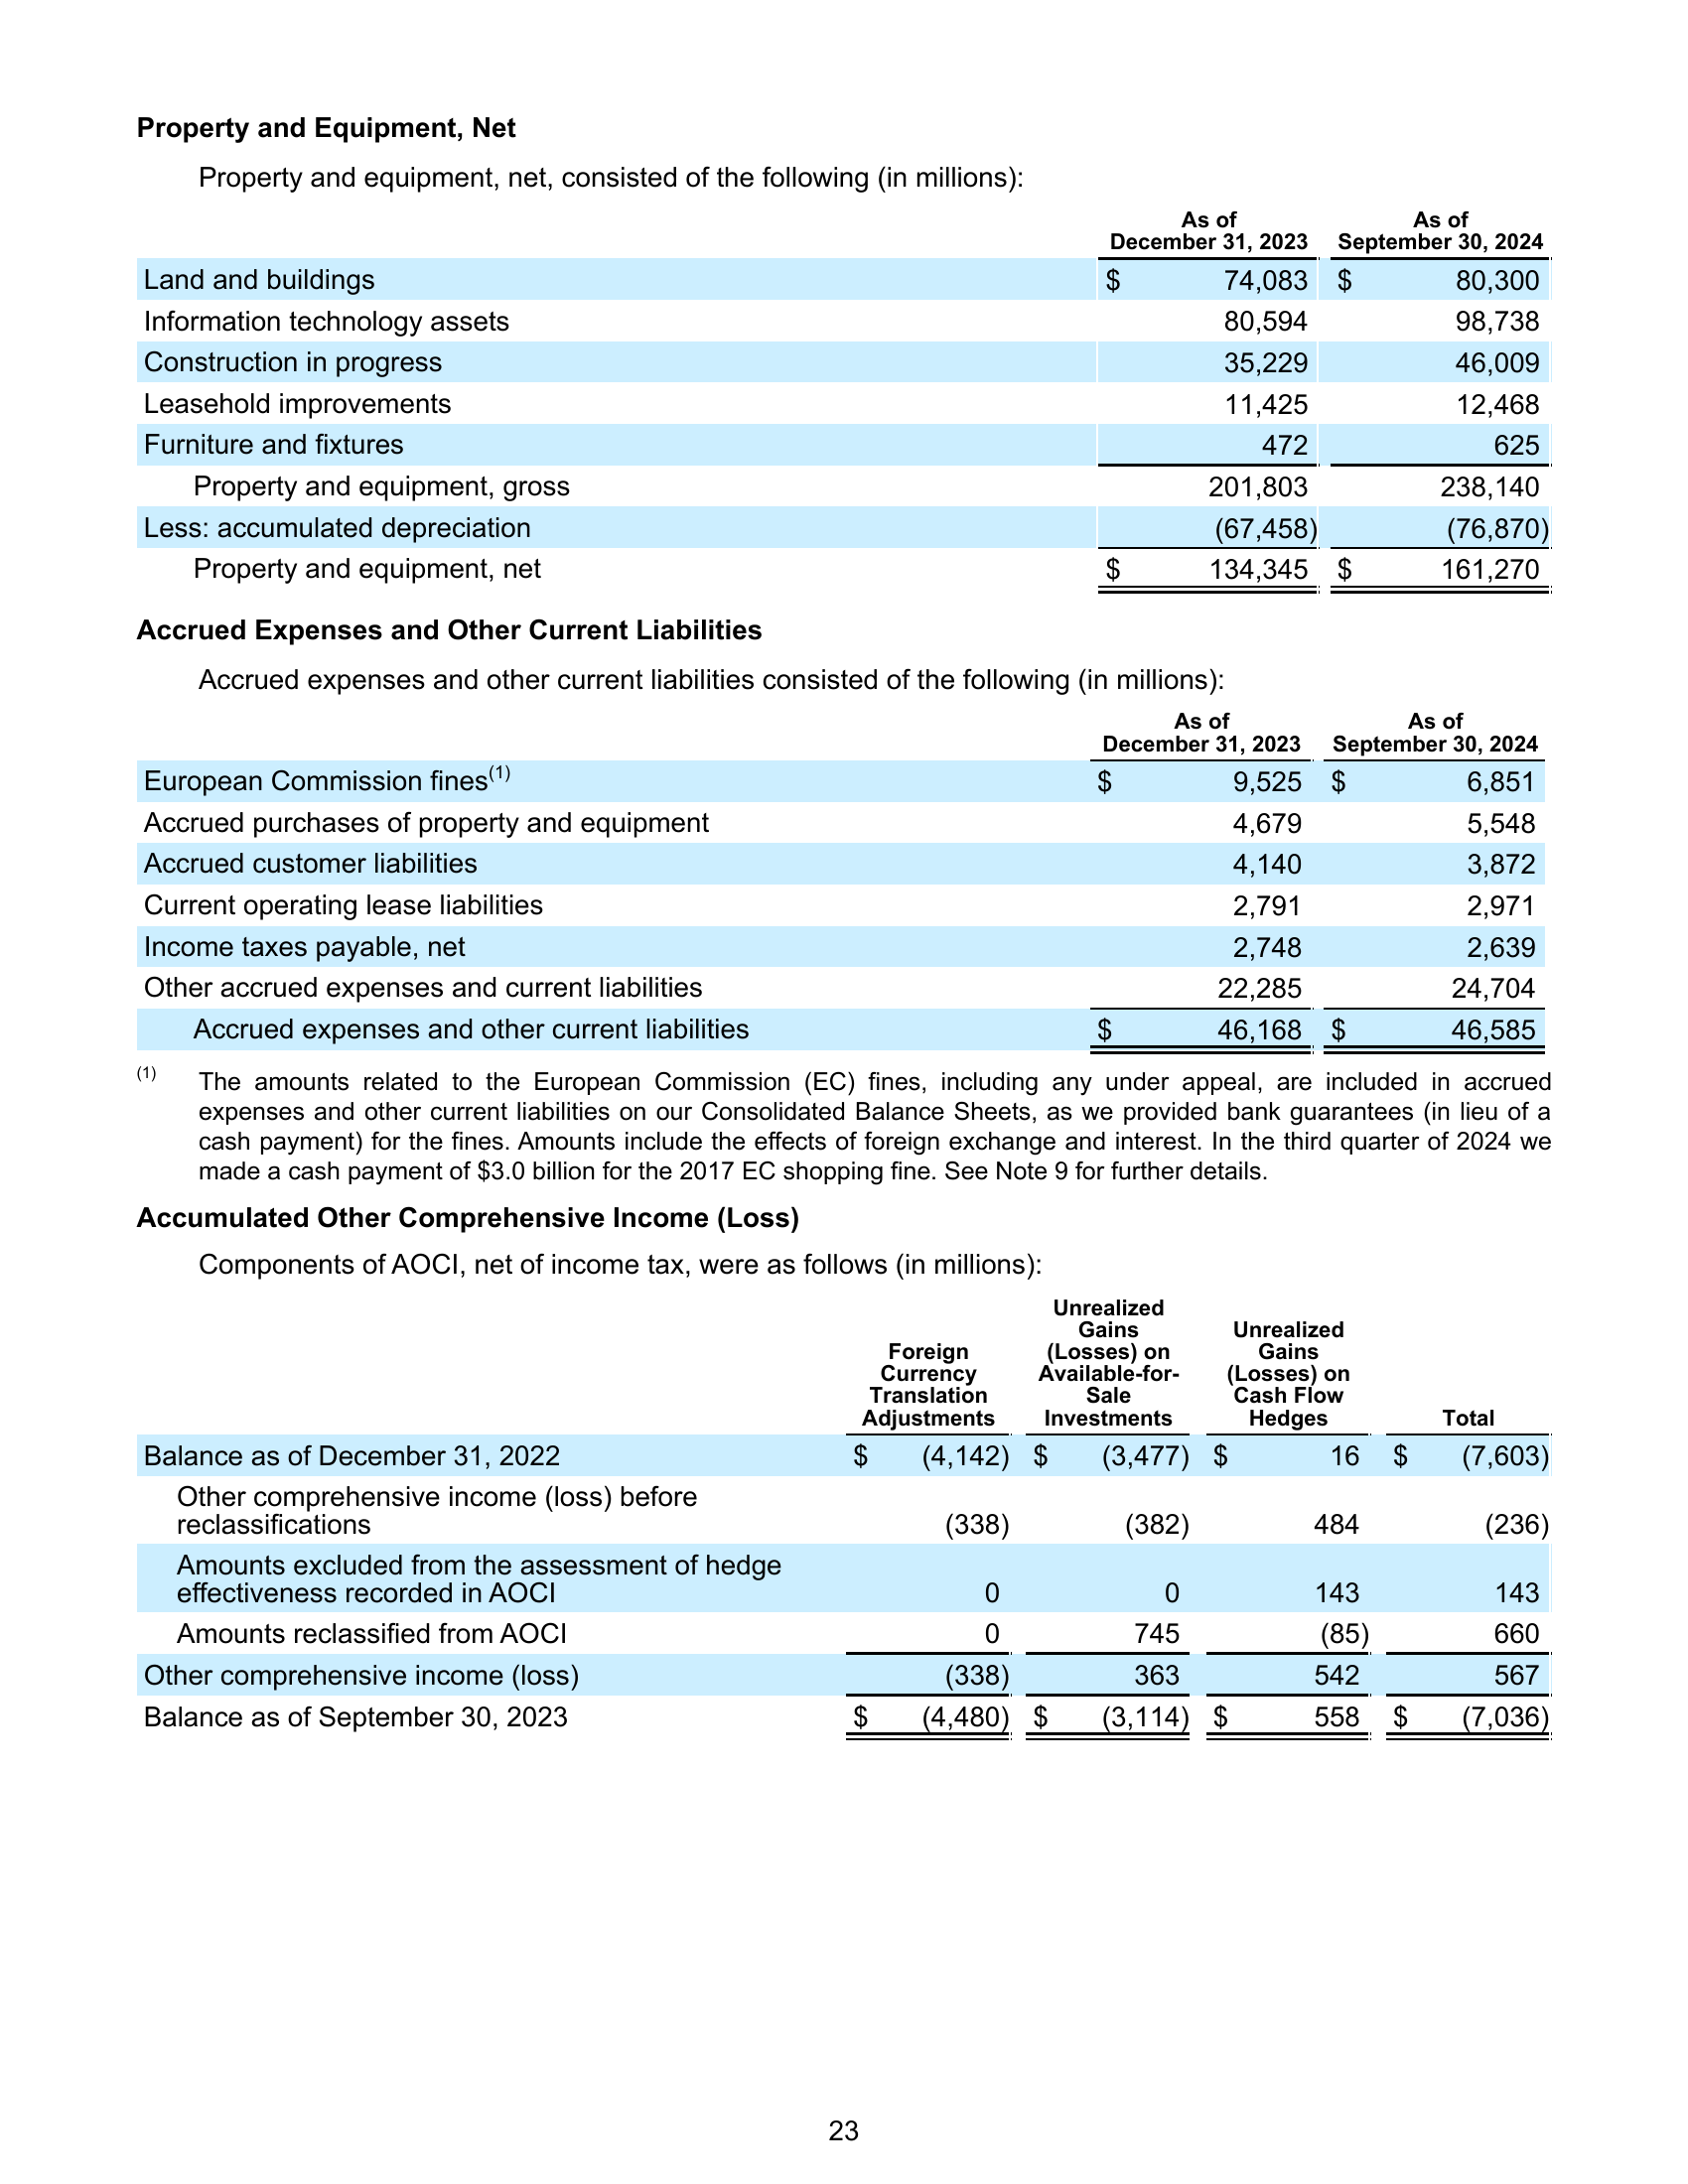 Property and Equipment, Net
Property and equipment, net, consisted of the following (in millions):
As of As of
December 31, 2023 September 30, 2024
Land and buildings $ 74,083 $ 80,300
Information technology assets 80,594 98,738
Construction in progress 35,229 46,009
Leasehold improvements 11,425 12,468
Furniture and fixtures 472 625
Property and equipment, gross 201,803 238,140
Less: accumulated depreciation (67,458) (76,870)
Property and equipment, net $ 134,345 $ 161,270
Accrued Expenses and Other Current Liabilities
Accrued expenses and other current liabilities consisted of the following (in millions):
As of As of
December 31, 2023 September 30, 2024
European Commission fines(1) $ 9,525 $ 6,851
Accrued purchases of property and equipment 4,679 5,548
Accrued customer liabilities 4,140 3,872
Current operating lease liabilities 2,791 2,971
Income taxes payable, net 2,748 2,639
Other accrued expenses and current liabilities 22,285 24,704
Accrued expenses and other current liabilities $ 46,168 $ 46,585
(1) The amounts related to the European Commission (EC) fines, including any under appeal, are included in accrued
expenses and other current liabilities on our Consolidated Balance Sheets, as we provided bank guarantees (in lieu of a
cash payment) for the fines. Amounts include the effects of foreign exchange and interest. In the third quarter of 2024 we
made a cash payment of $3.0 billion for the 2017 EC shopping fine. See Note 9 for further details.
Accumulated Other Comprehensive Income (Loss)
Components of AOCI, net of income tax, were as follows (in millions):
Unrealized
Gains Unrealized
Foreign (Losses) on Gains
Currency Available-for- (Losses) on
Translation Sale Cash Flow
Adjustments Investments Hedges Total
Balance as of December 31, 2022 $ (4,142) $ (3,477) $ 16 $ (7,603)
Other comprehensive income (loss) before
reclassifications (338) (382) 484 (236)
Amounts excluded from the assessment of hedge
effectiveness recorded in AOCI 0 0 143 143
Amounts reclassified from AOCI 0 745 (85) 660
Other comprehensive income (loss) (338) 363 542 567
Balance as of September 30, 2023 $ (4,480) $ (3,114) $ 558 $ (7,036)
23